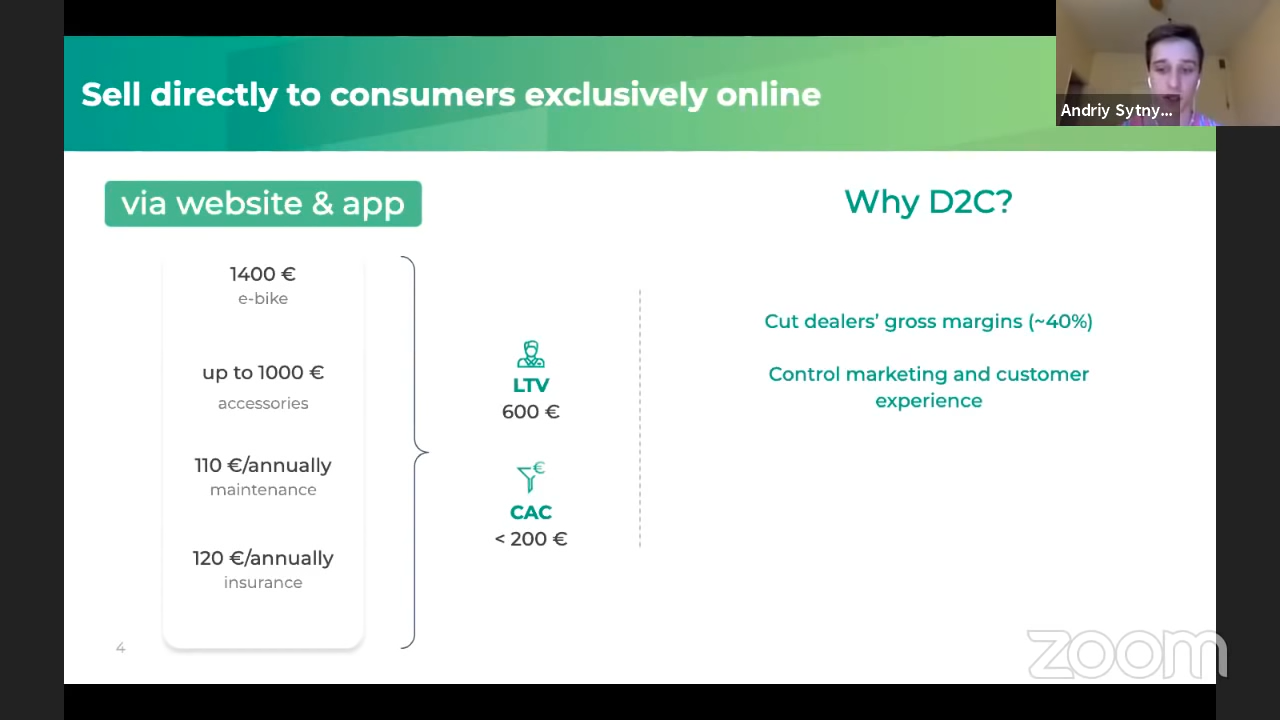 Sell directly to consumers exclusively online
Andriy Sytny...
via website & app
Why D2C?
1400 €
e-bike
up to 1000 €
accessories
110 €/annually
maintenance
120 €/annually
insurance
LTV
600 €
€
CAC
< 200 €
Cut dealers’ gross margins (~40%)
Control marketing and customer
experience
4
zoom